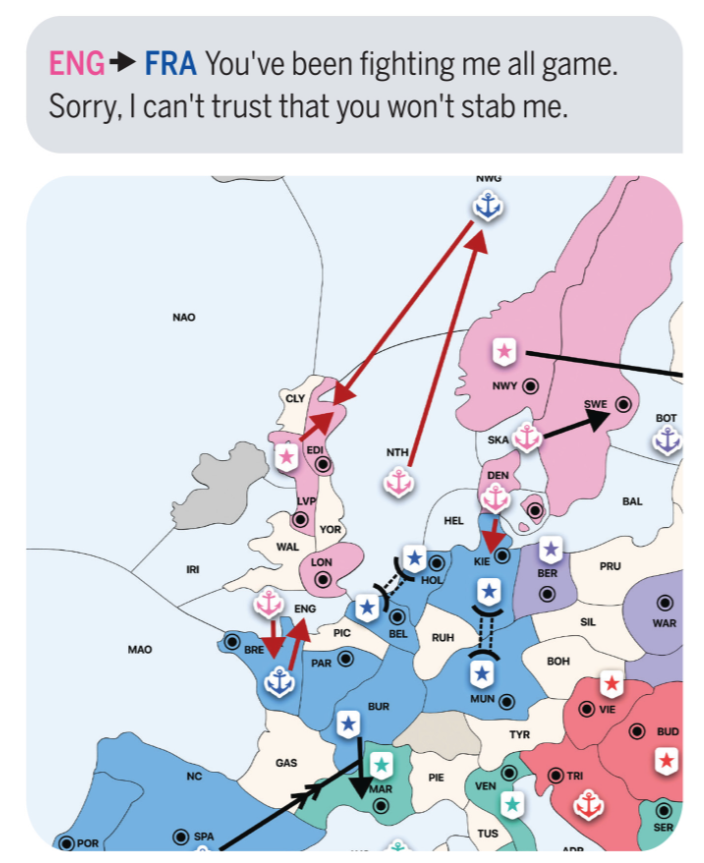 ENG → FRA You've been fighting me all game.
Sorry, I can't trust that you won't stab me.
NWG
NAO
CLY
NWY
SWE
BOT
SKA
EDI
NTH
DEN
LVP
BAL
HEL
YOR
WAL
IRI
LON
KIE
BER
PRU
HOL
ENG
WAR
BEL
SIL
PIC
RUH
BRE
MAO
PAR
BOH
MUN
BUR
VIE
BUD
TYR
GAS
NC
PIE
TRI
MAR
VEN
SER
SPA
TUS
POR